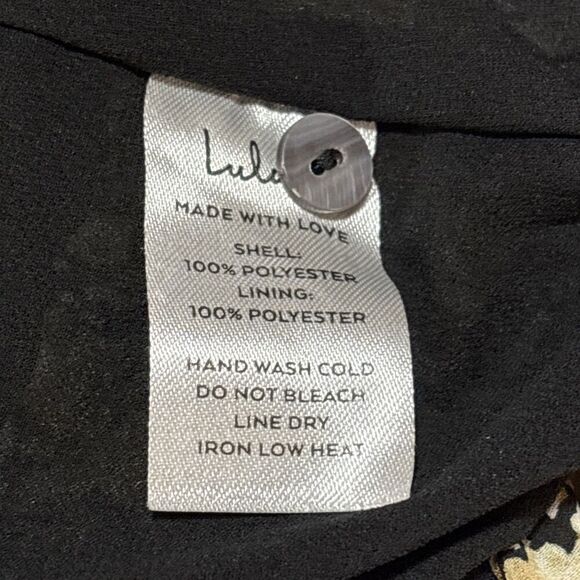 MADE WITH LOVE
SHELL:
100% POLYESTER
LINING:
100% POLYESTER
HAND WASH COLD
DO NOT BLEACH
LINE DRY
IRON LOW HEAT